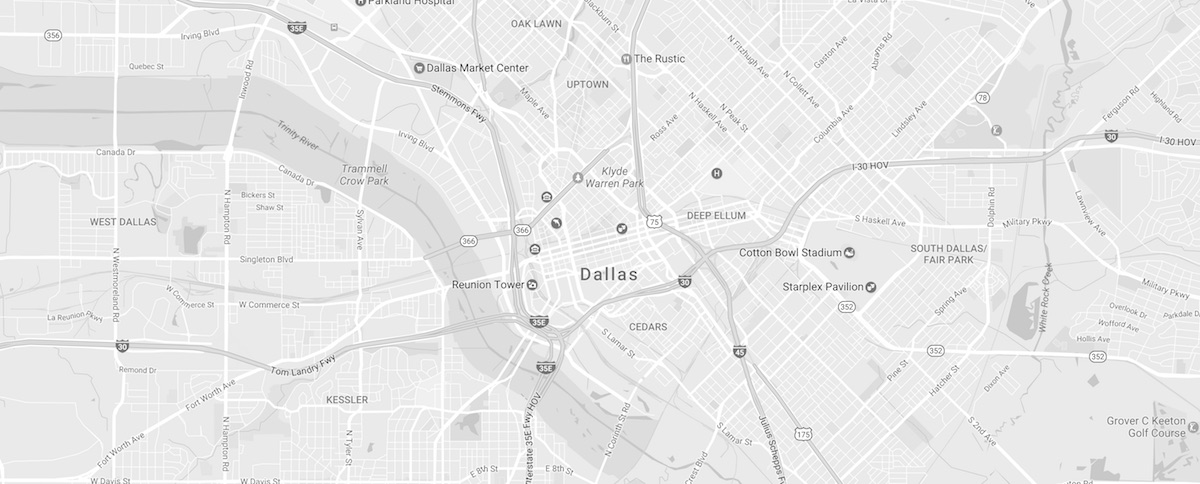 Parkland Hospital
35E
OAK LAWN
Blackburn St
La Vista Dr
356
Irving Blvd
N Fitzhugh Ave
Gaston Ave
Abrams Rd
The Rustic
Quebec St
Inwood Rd
Dallas Market Center
UPTOWN
N Collett Ave
Stemmons Fwy
Maple Ave
N Haskell Ave
N Peak St
Columbia Ave
Lindsley Ave
78
Ferguson Rd
Highland Rd
Trinity River
Irving Blvd
Ross Ave
30
I-30 HOV
Canada Dr
Canada Dr
Trammell
Crow Park
Klyde
Warren Park
H
I-30 HOV
N Hampton Rd
Bickers St
Shaw St
Sylvan Ave
WEST DALLAS
DEEP ELLUM
75
S Haskell Ave
Dolphin Rd
Military Pkwy
Lawnview Ave
366
366
N Westmoreland Rd
Singleton Blvd
Cotton Bowl Stadium
SOUTH DALLAS/
FAIR PARK
Dallas
Reunion Tower
30
Starplex Pavilion
W Commerce St
W Commerce St
La Reunion Pkwy
35E
CEDARS
352
Spring Ave
White Rock Creek
Military Pkwy
Overlook Dr
Parkdale Dr
Wofford Ave
Hollis Ave
S Lamar St
30
45
352
352
Remond Dr
Tom Landry Fwy
35E
Pine St
Hatcher St
Dixon Ave
Fort Worth Ave
KESSLER
N Hampton Rd
N Tyler St
Interstate 35E Fwy HOV
N Corinth St Rd
S Lamar St
175
Julius Schepps Fwy
S 2nd Ave
Grover C Keeton
Golf Course
Fort Worth Ave
E 8th St
E 8th St
Crest Blvd
W Davis St
W Davis St